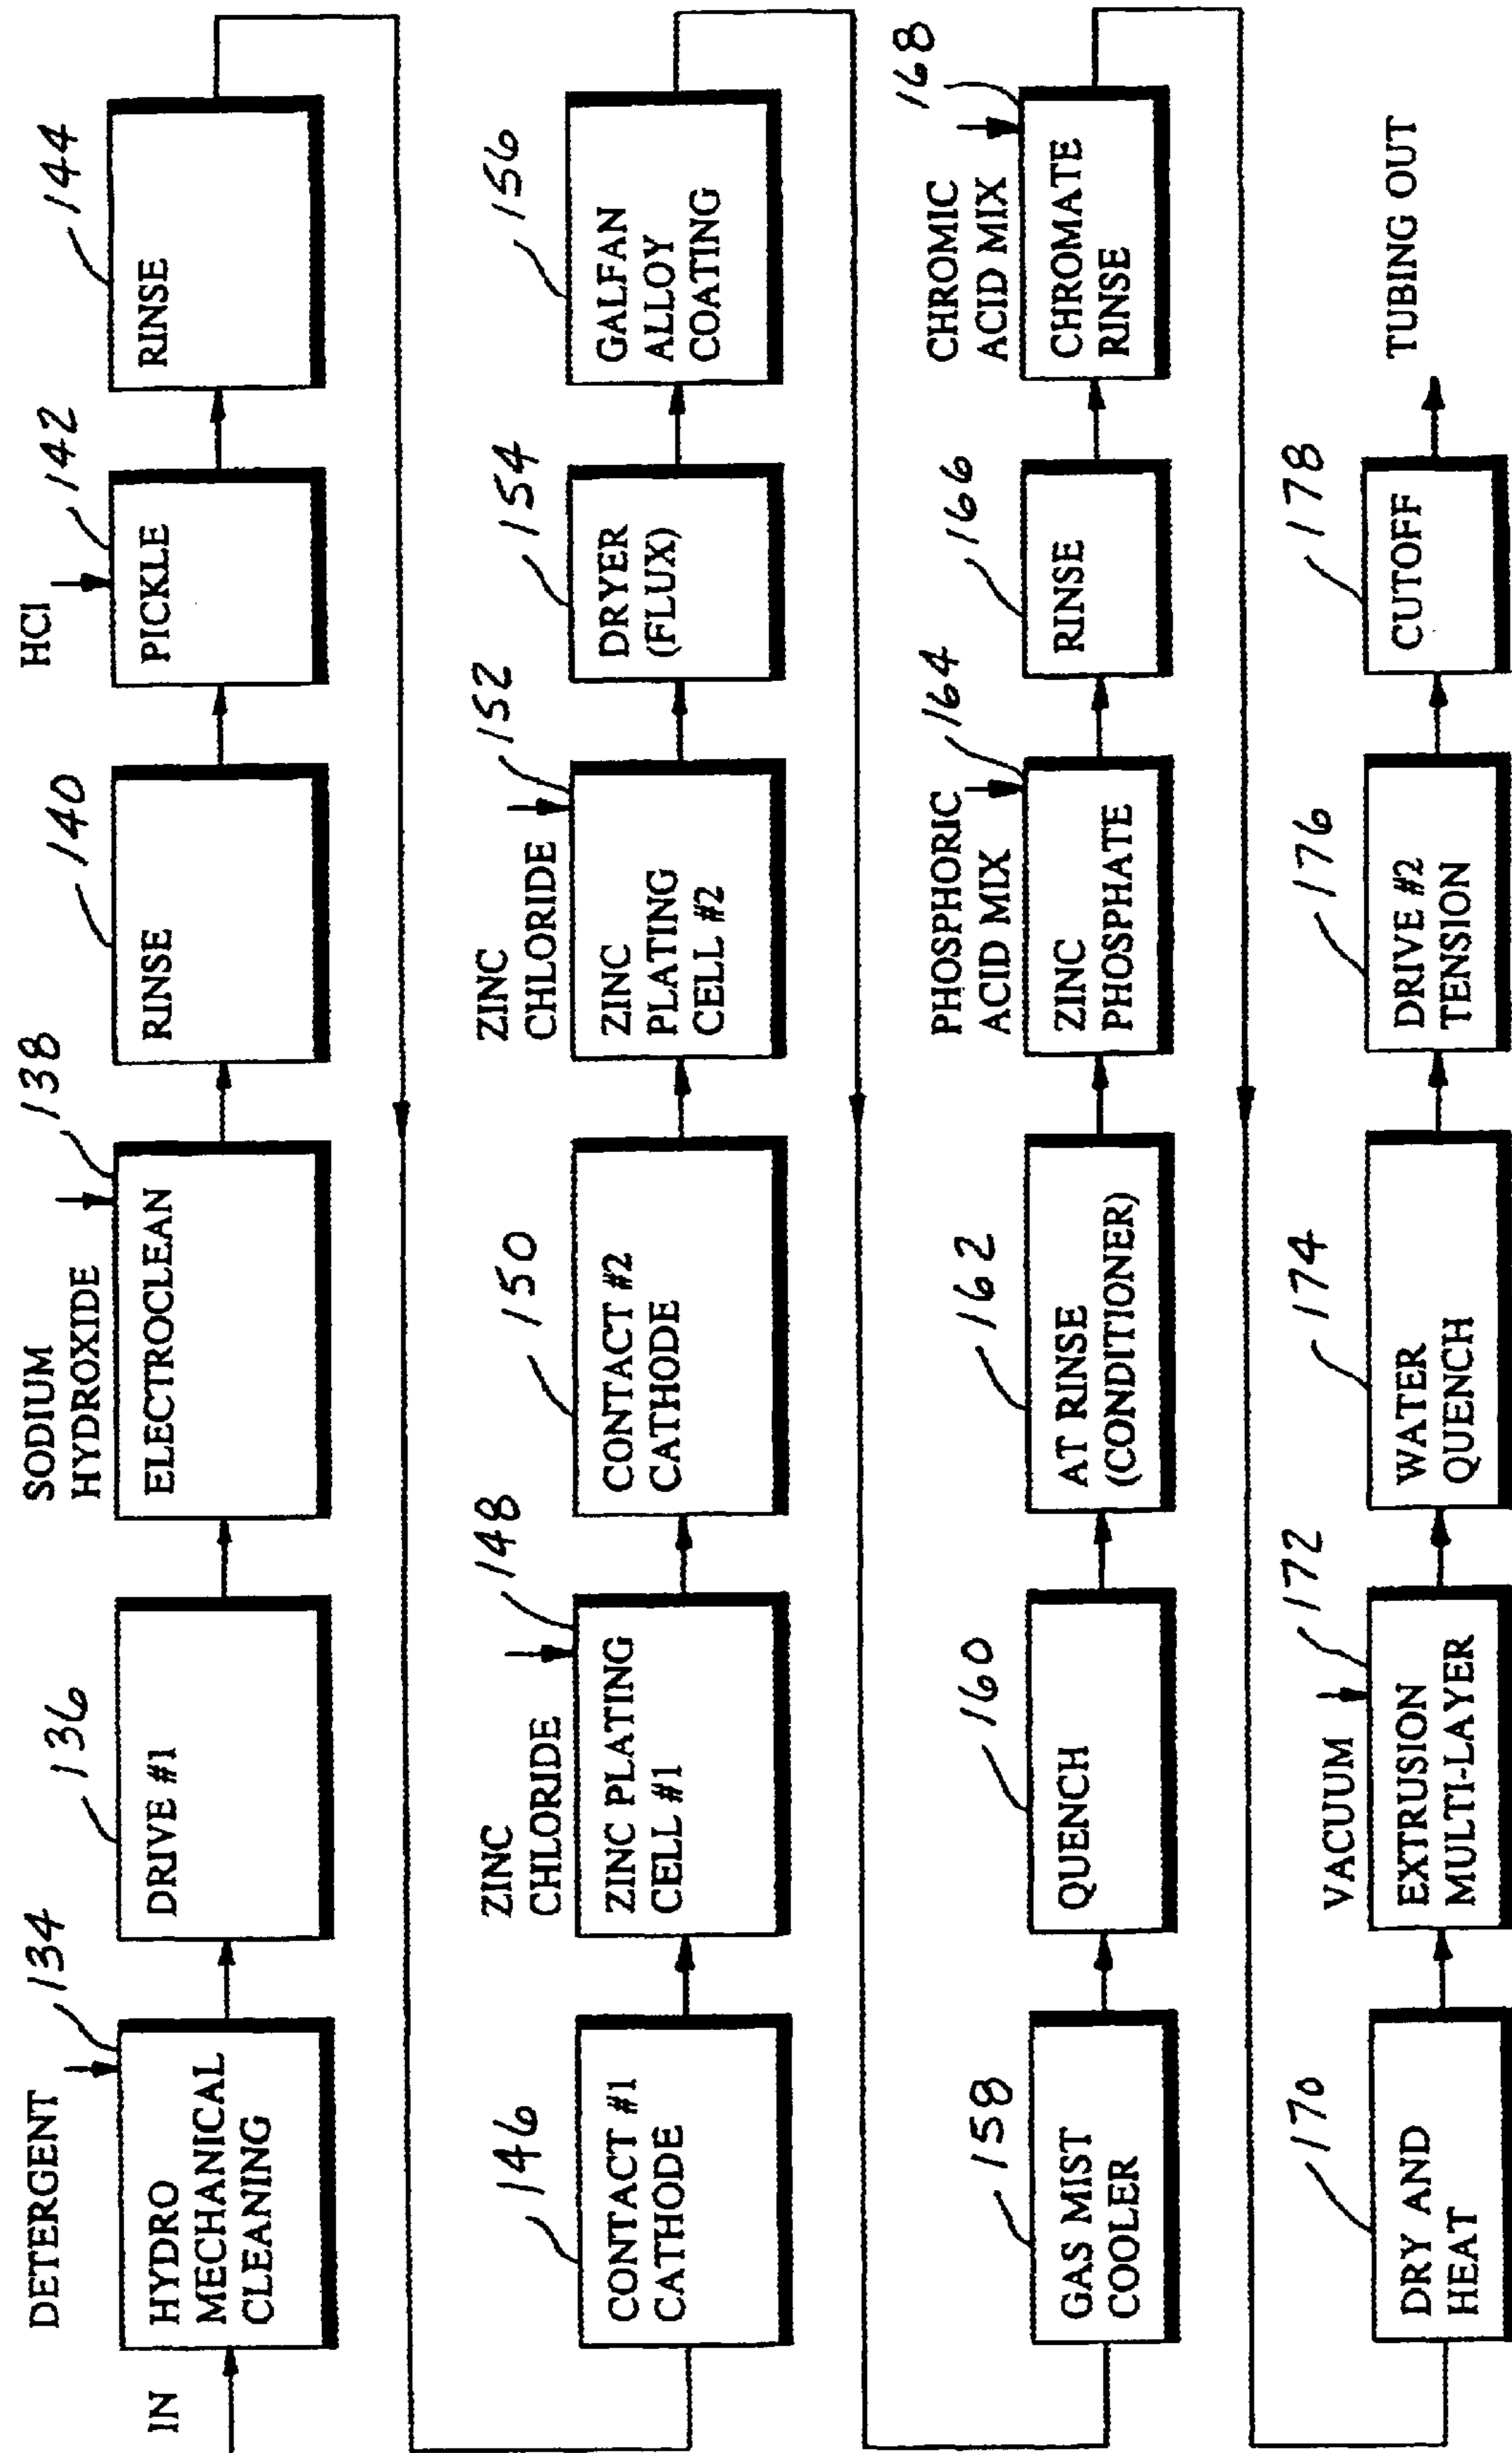 IN
DETERGENT
134
HYDRO
MECHANICAL
CLEANING
136
DRIVE #1
SODIUM
HYDROXIDE
138
ELECTROCLEAN
140
RINSE
HCl
142
PICKLE
144
RINSE
146
CONTACT #1
CATHODE
ZINC
CHLORIDE
148
ZINC PLATING
CELL #1
150
CONTACT #2
CATHODE
ZINC
CHLORIDE
152
ZINC
PLATING
CELL #2
154
DRYER
(FLUX)
156
GALFAN
ALLOY
COATING
158
GAS MIST
COOLER
160
QUENCH
162
AT RINSE
(CONDITIONER)
PHOSPHORIC
ACID MIX
164
ZINC
PHOSPHATE
166
RINSE
CHROMIC
ACID MIX
168
CHROMATE
RINSE
170
DRY AND
HEAT
VACUUM
172
EXTRUSION
MULTI-LAYER
174
WATER
QUENCH
176
DRIVE #2
TENSION
178
CUTOFF
TUBING OUT